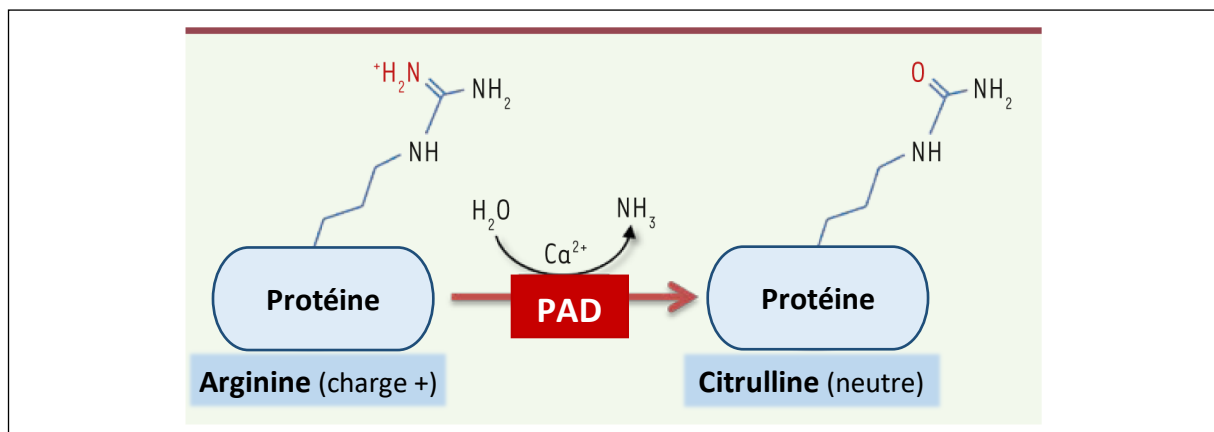 ⁺H₂N
NH₂
NH
O
NH₂
NH
H₂O
NH₃
Ca²⁺
Protéine
PAD
Protéine
Arginine (charge +)
Citrulline (neutre)